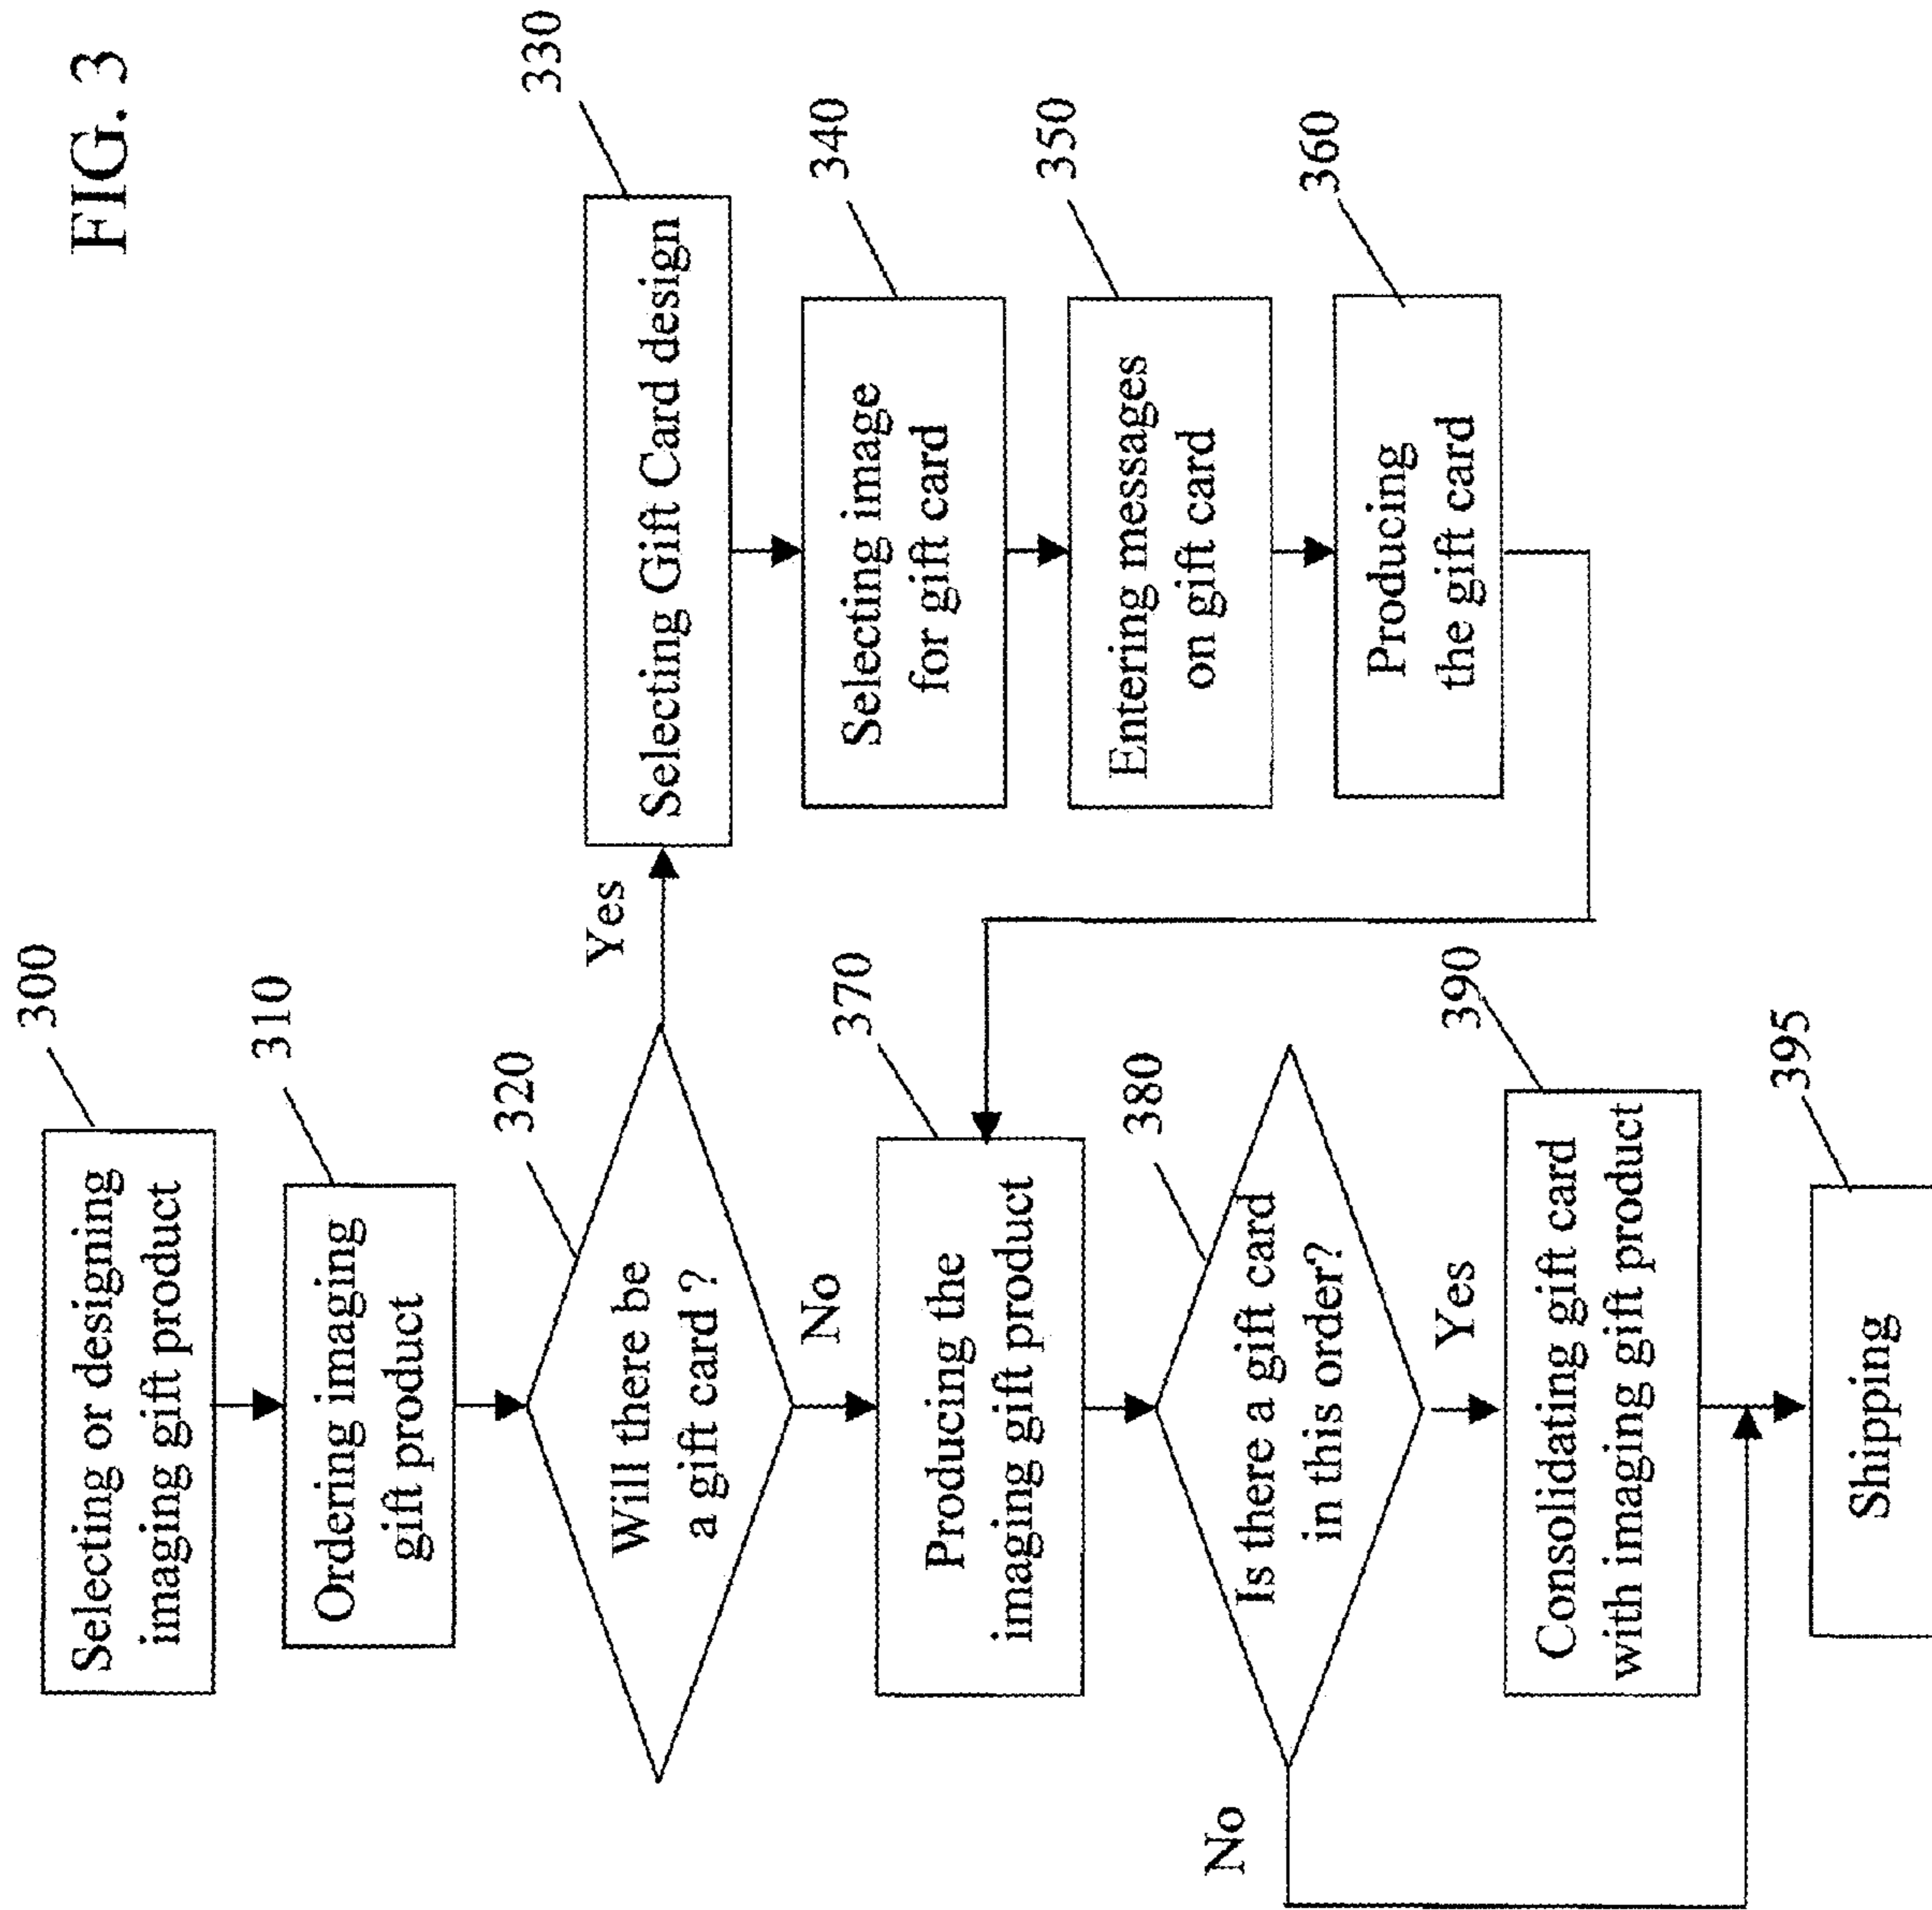 FIG. 3
300
Selecting or designing
imaging gift product
310
Ordering imaging
gift product
320
Will there be
a gift card ?
Yes
No
330
Selecting Gift Card design
340
Selecting image
for gift card
350
Entering messages
on gift card
360
Producing
the gift card
370
Producing the
imaging gift product
380
Is there a gift card
in this order?
No
Yes
390
Consolidating gift card
with imaging gift product
395
Shipping